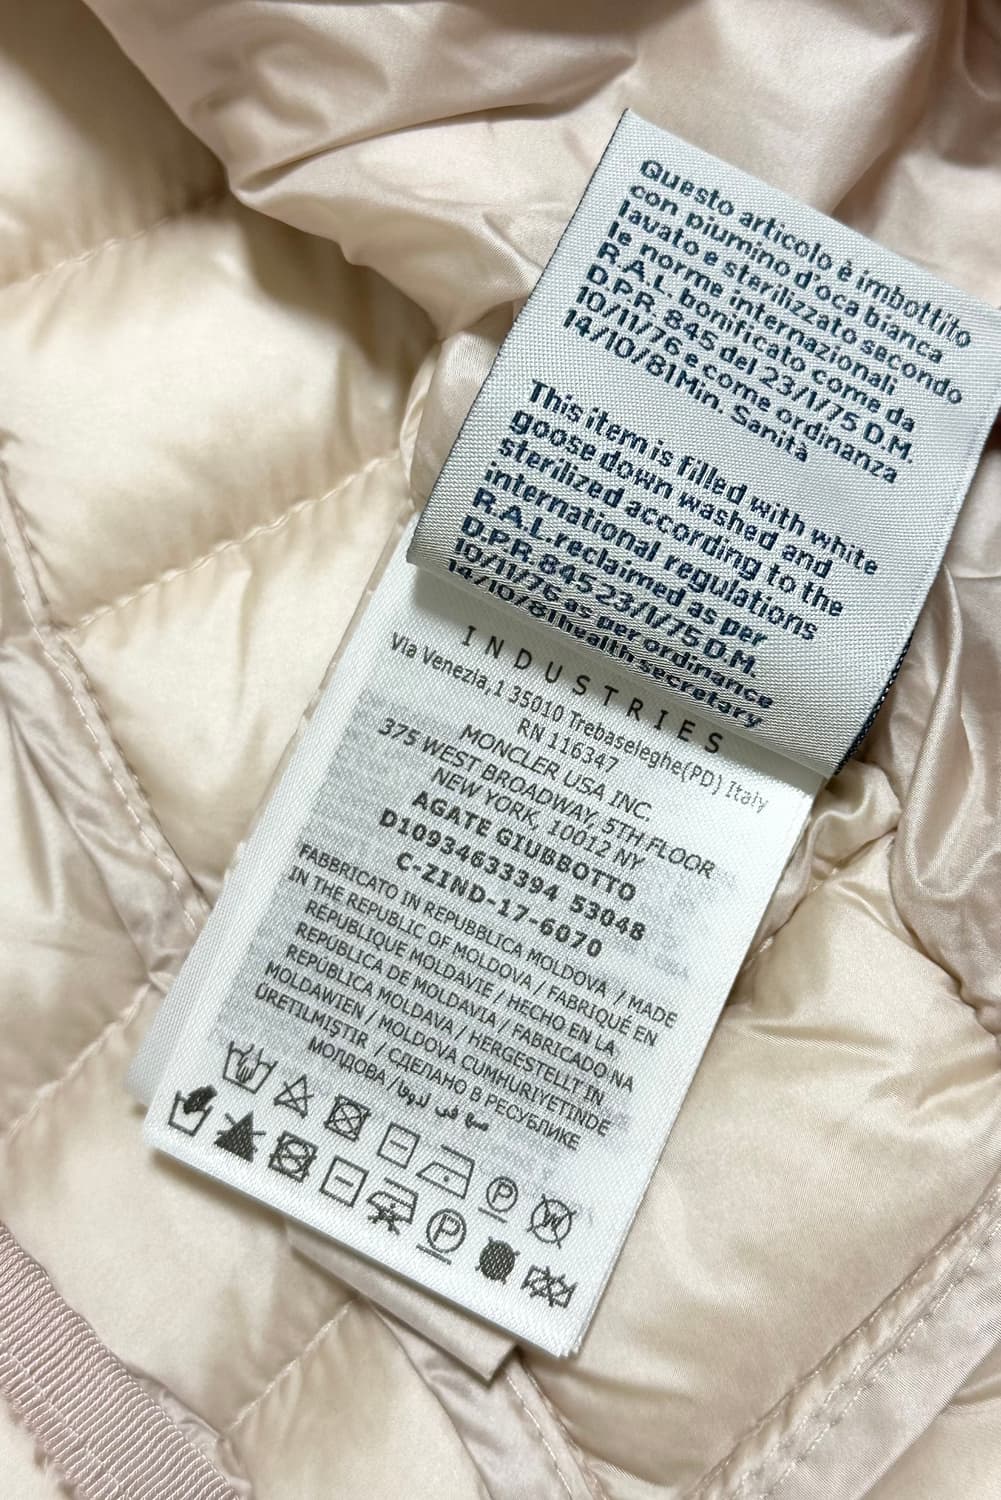 Questo articolo è imbottito
con piumino d'oca bianca
lavato e sterilizzato secondo
le norme internazionali
R.A.L. bonificato come da
D.P.R. 845 del 23/1/75 D.M.
10/11/76 e come ordinanza
14/10/81Min. Sanità
This item is filled with white
goose down washed and
sterilized according to the
international regulations
R.A.L.reclaimed as per
D.P.R.845 23/1/75 D.M.
10/11/76 as per ordinance
14/10/81health secretary
INDUSTRIES
Via Venezia,1 35010 Trebaseleghe(PD) Italy
RN 116347
MONCLER USA INC.
375 WEST BROADWAY, 5TH FLOOR
NEW YORK, 10012 NY
AGATE GIUBBOTTO
D10934633394 53048
C-ZIND-17-6070
FABBRICATO IN REPUBBLICA MOLDOVA / MADE
IN THE REPUBLIC OF MOLDOVA / FABRIQUÉ EN
REPUBLIQUE MOLDAVIE / HECHO EN LA
REPUBLICA DE MOLDAVIA / FABRICADO NA
REPÚBLICA MOLDAVA / HERGESTELLT IN
MOLDAWIEN / MOLDOVA CUMHURIYETINDE
ÜRETILMIŞTIR / СДЕЛАНО В РЕСУБЛИКЕ
МОЛДОВА /
P W
P